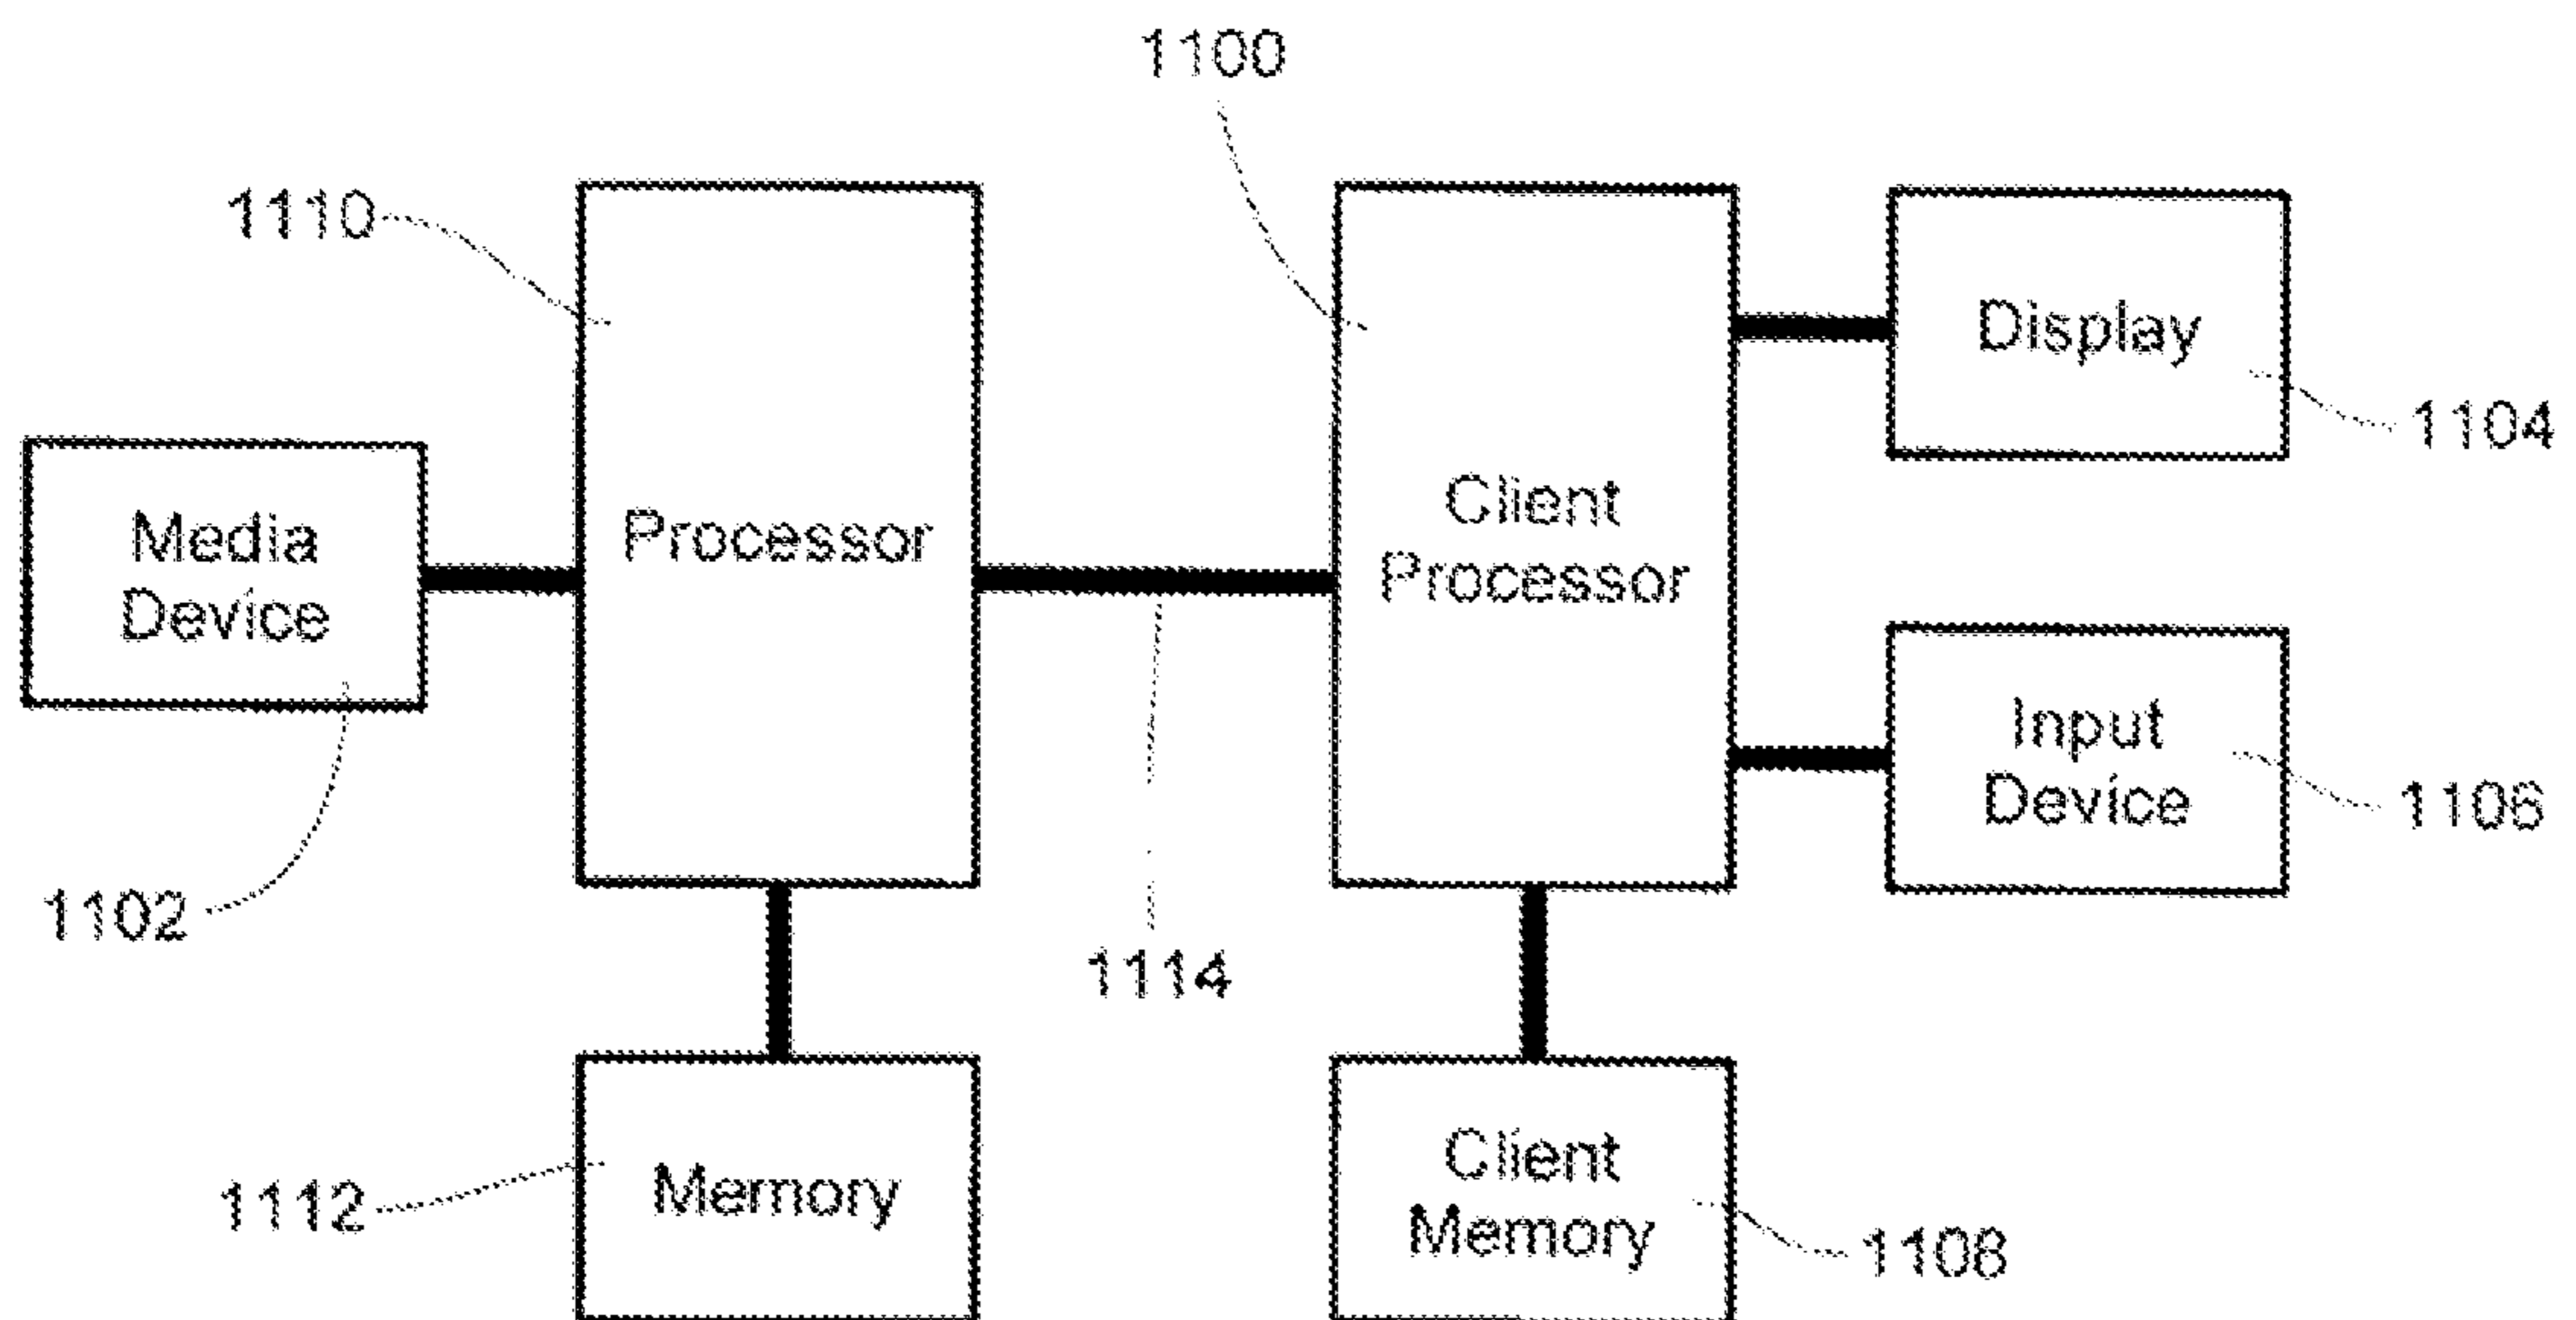 1100
1110
Processor
Client
Processor
Display
1104
Media
Device
1102
Input
Device
1106
1114
Memory
1112
Client
Memory
1108